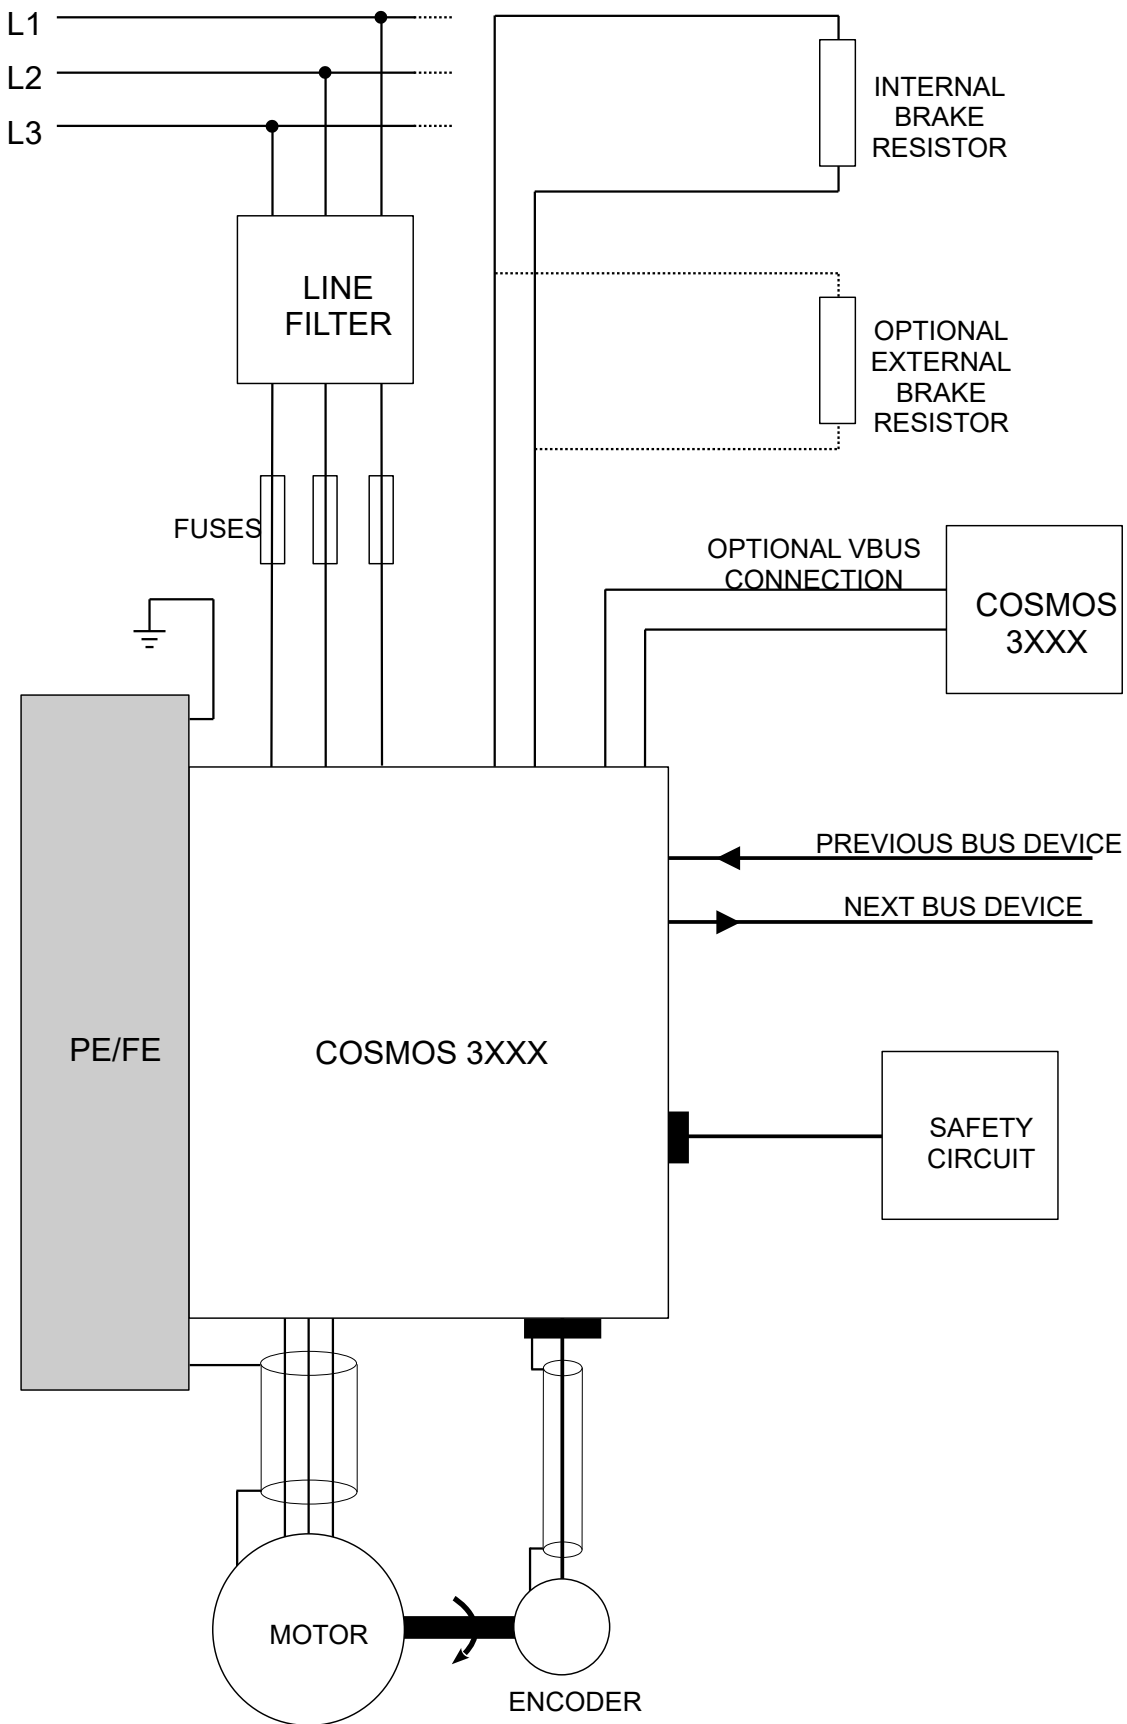 L1
L2
L3
INTERNAL
BRAKE
RESISTOR
LINE
FILTER
OPTIONAL
EXTERNAL
BRAKE
RESISTOR
FUSES
OPTIONAL VBUS
CONNECTION
COSMOS
3XXX
PREVIOUS BUS DEVICE
NEXT BUS DEVICE
PE/FE
COSMOS 3XXX
SAFETY
CIRCUIT
MOTOR
ENCODER